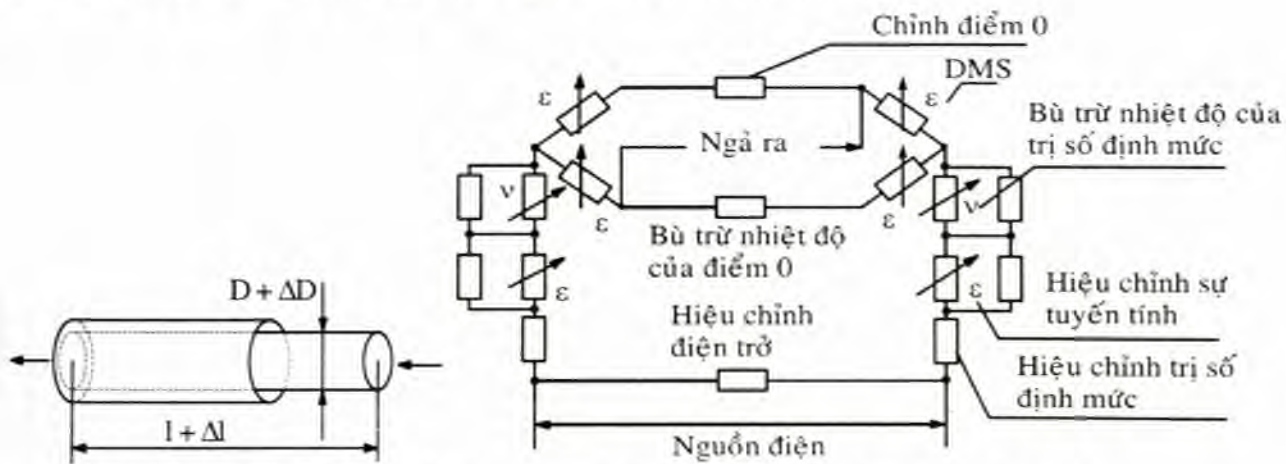 Chỉnh điểm 0
DMS
ε
ε
Bù trừ nhiệt độ của
trị số định mức
Ngả ra
ν
ε
ε
ν
Bù trừ nhiệt độ
của điểm 0
D + ΔD
ε
ε
Hiệu chỉnh sự
tuyến tính
Hiệu chỉnh
điện trở
Hiệu chỉnh trị số
định mức
l + Δl
Nguồn điện